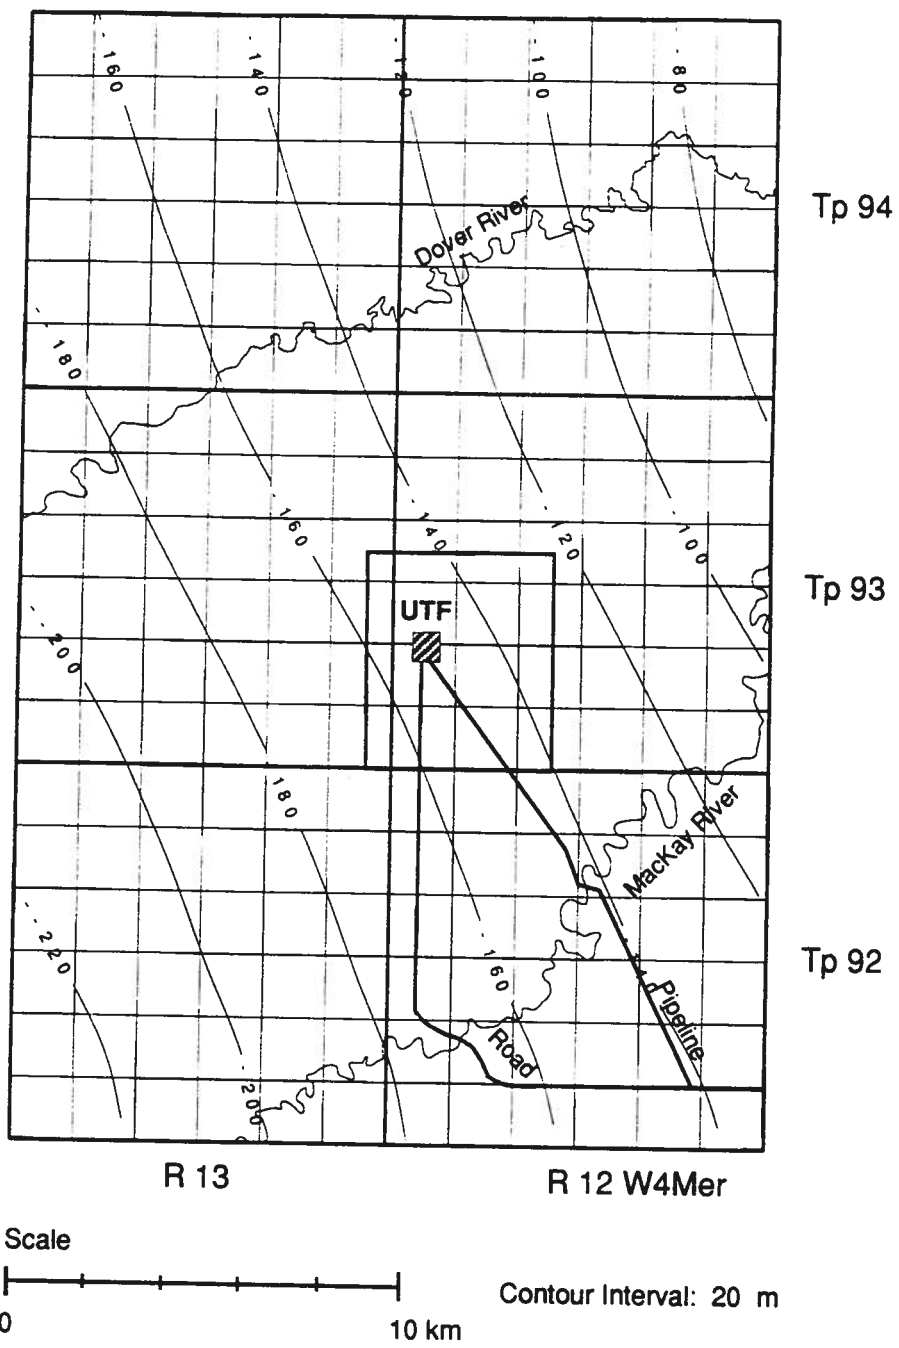 160
140
120
100
80
Tp 94
Dover River
180
160
140
120
100
Tp 93
UTF
200
180
MacKay River
220
160
140
Tp 92
Pipeline
Road
200
R 13
R 12 W4Mer
Scale
0
10 km
Contour Interval: 20 m